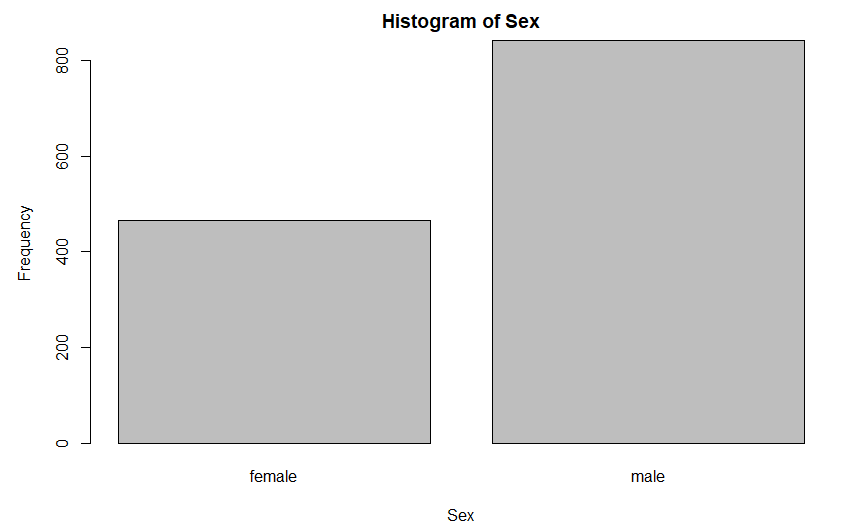 Histogram of Sex
Frequency
800
600
400
200
0
female male
Sex